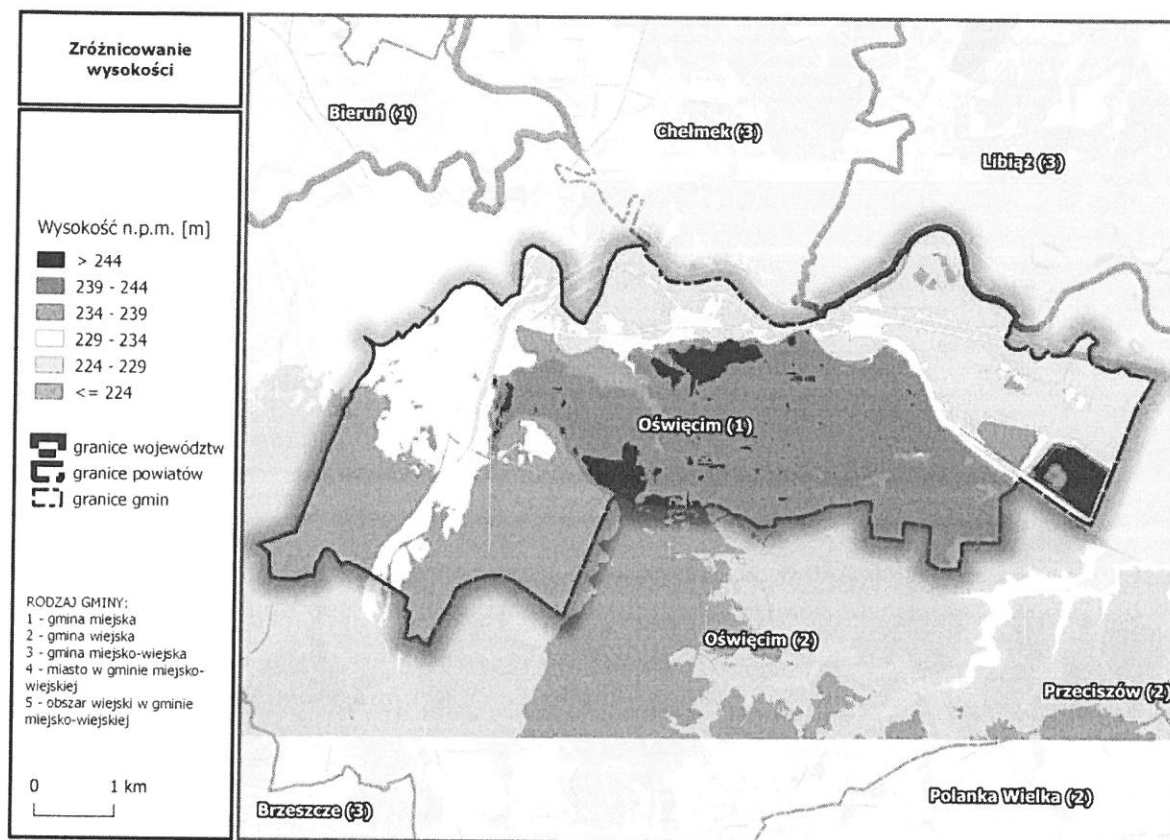 Zróżnicowanie
wysokości
Wysokość n.p.m. [m]
> 244
239 - 244
234 - 239
229 - 234
224 - 229
<= 224
granice województw
granice powiatów
granice gmin
RODZAJ GMINY:
1 - gmina miejska
2 - gmina wiejska
3 - gmina miejsko-wiejska
4 - miasto w gminie miejsko-
wiejskiej
5 - obszar wiejski w gminie
miejsko-wiejskiej
0 1 km
Bieruń (1)
Chełmek (3)
Libiąż (3)
Oświęcim (1)
Oświęcim (2)
Przeciszów (2)
Brzeszcze (3)
Polanka Wielka (2)